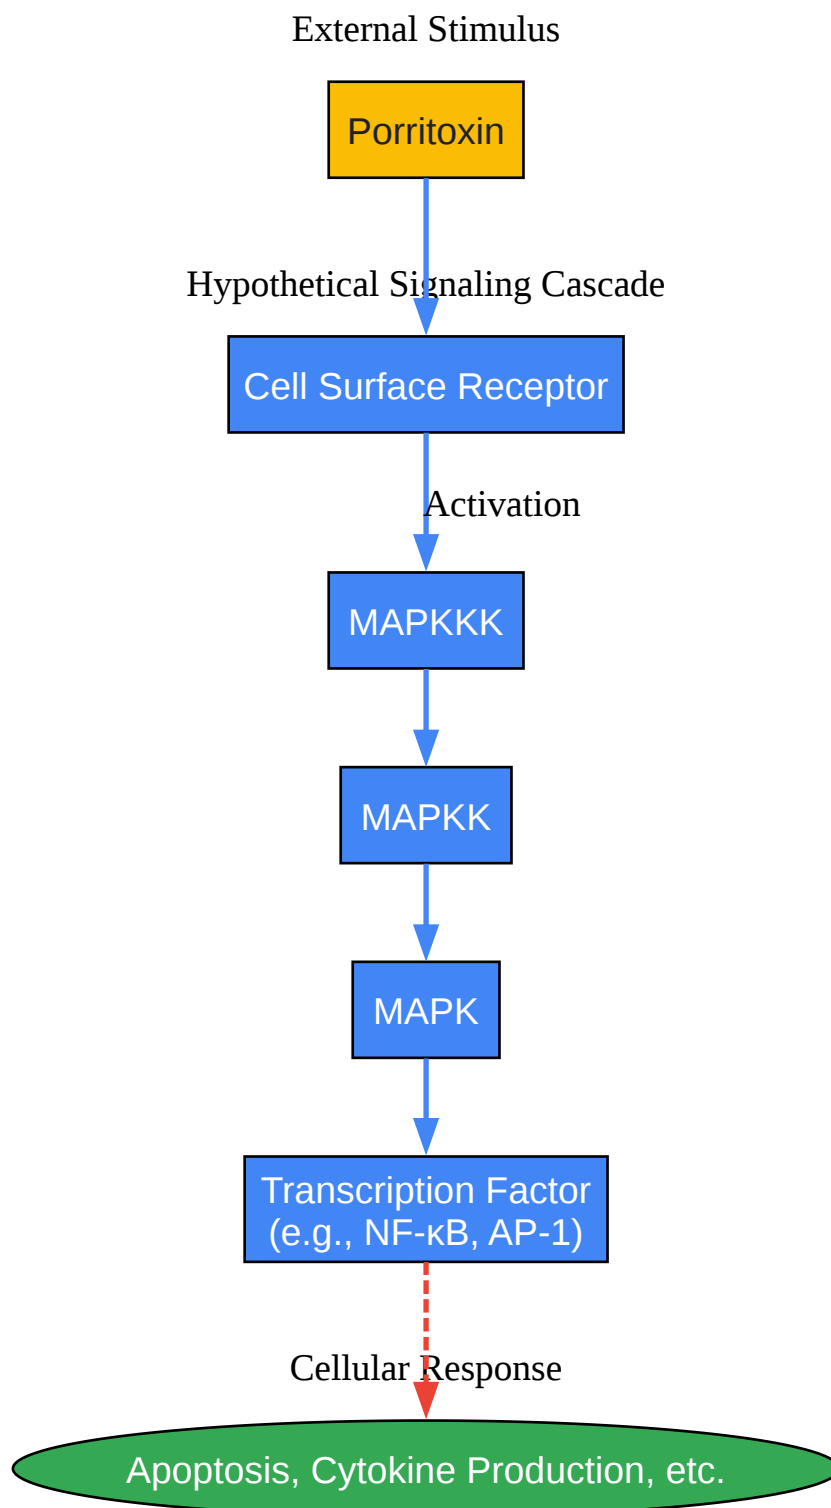 External Stimulus
Porritoxin
Hypothetical Signaling Cascade
Cell Surface Receptor
Activation
MAPKKK
MAPKK
MAPK
Transcription Factor
(e.g., NF-κB, AP-1)
Cellular Response
Apoptosis, Cytokine Production, etc.